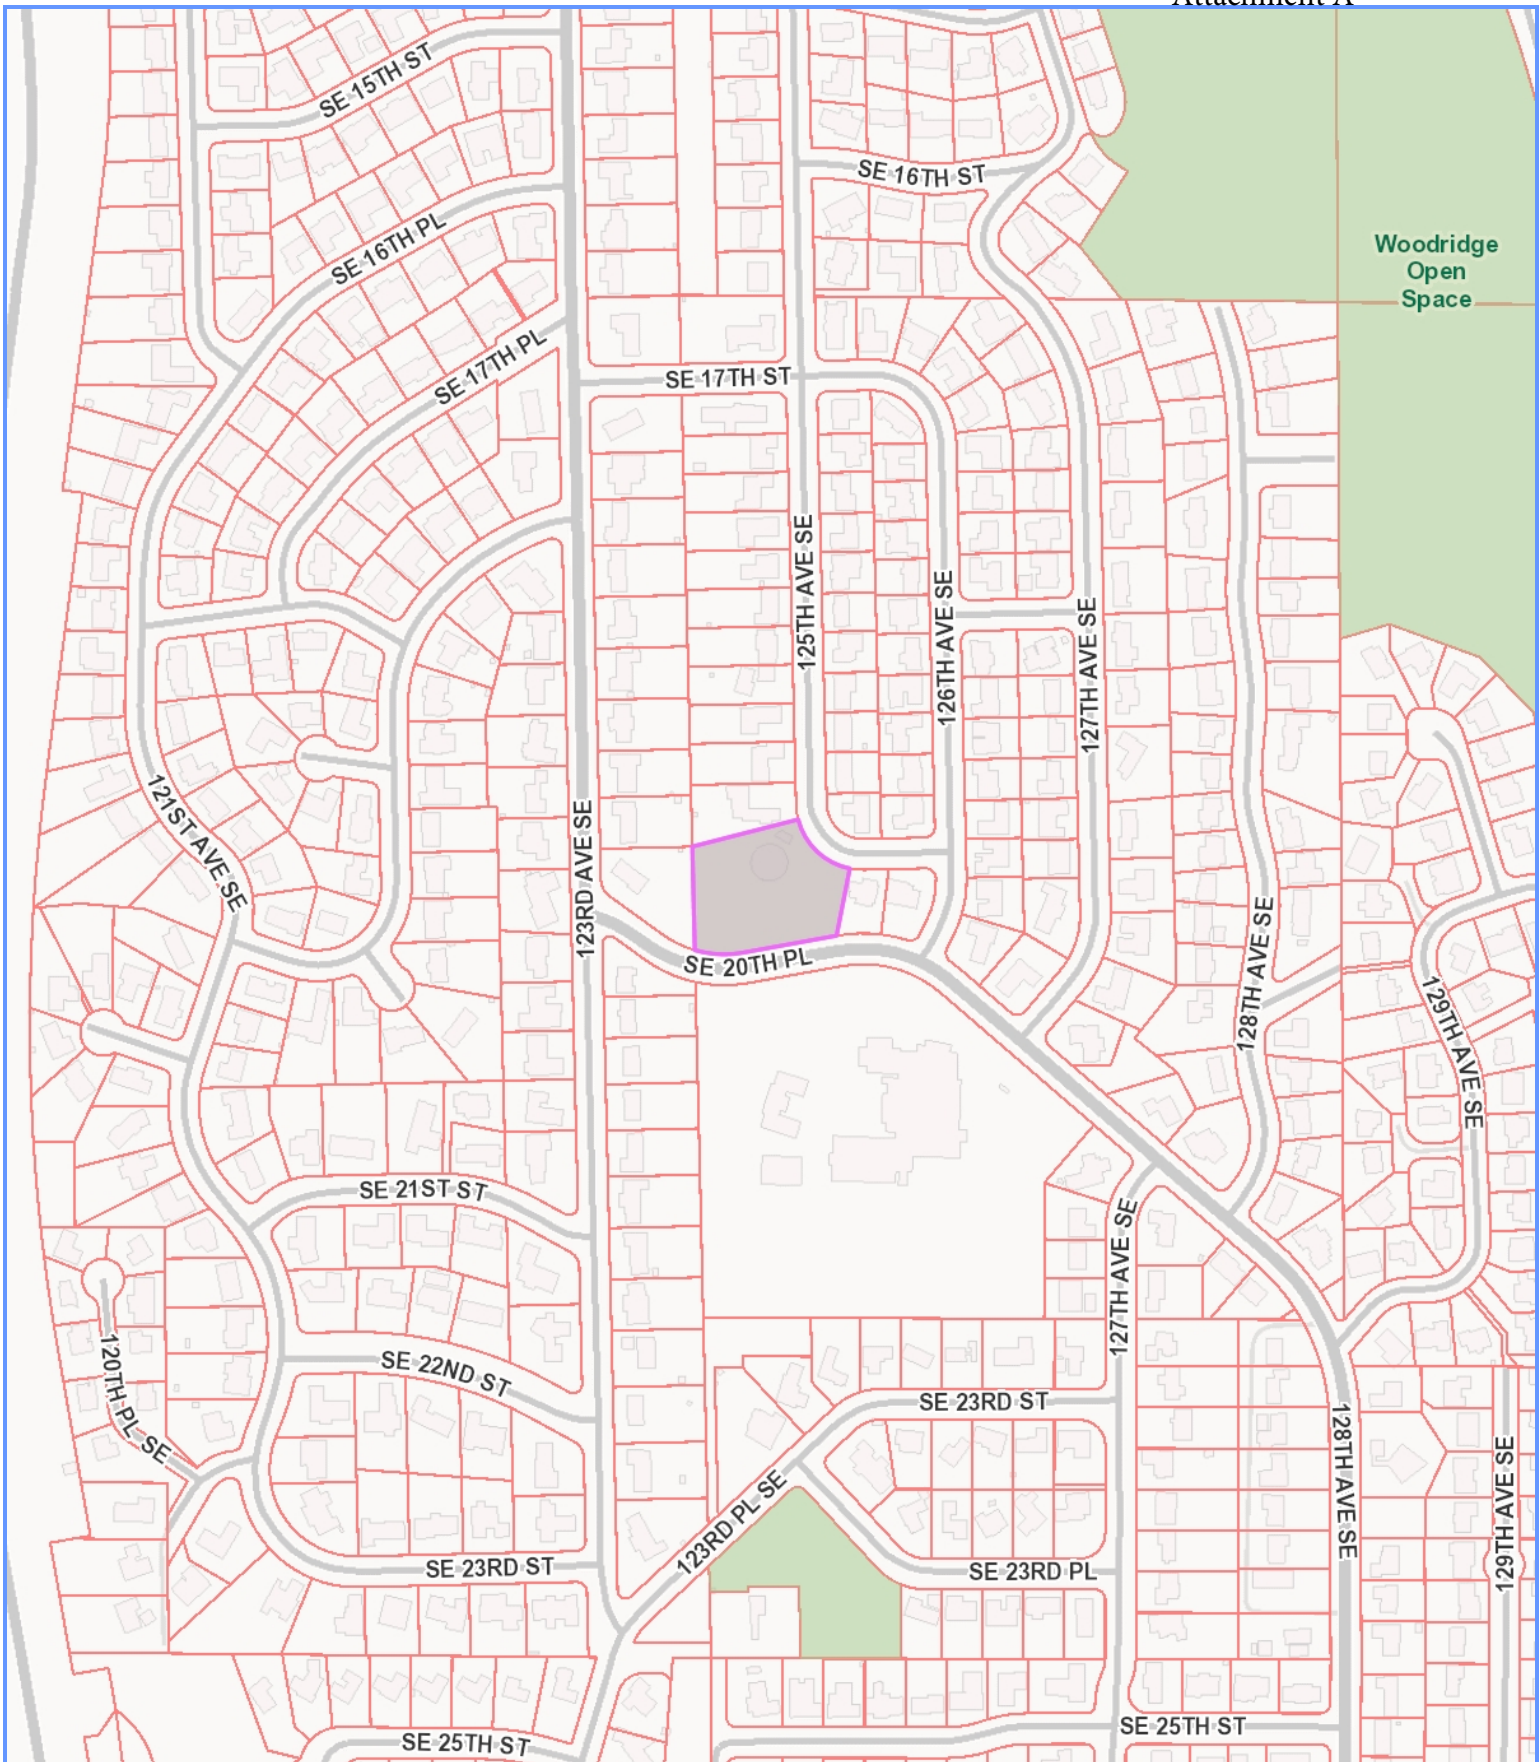 Attachment A
SE 15TH ST
SE 16TH ST
SE 16TH PL
Woodridge
Open
Space
SE 17TH PL
SE 17TH ST
125TH AVE SE
126TH AVE SE
127TH AVE SE
121ST AVE SE
123RD AVE SE
128TH AVE SE
SE 20TH PL
129TH AVE SE
SE 21ST ST
127TH AVE SE
120TH PL SE
SE 22ND ST
SE 23RD ST
128TH AVE SE
129TH AVE SE
123RD PL SE
SE 23RD ST
SE 23RD PL
SE 25TH ST
SE 25TH ST